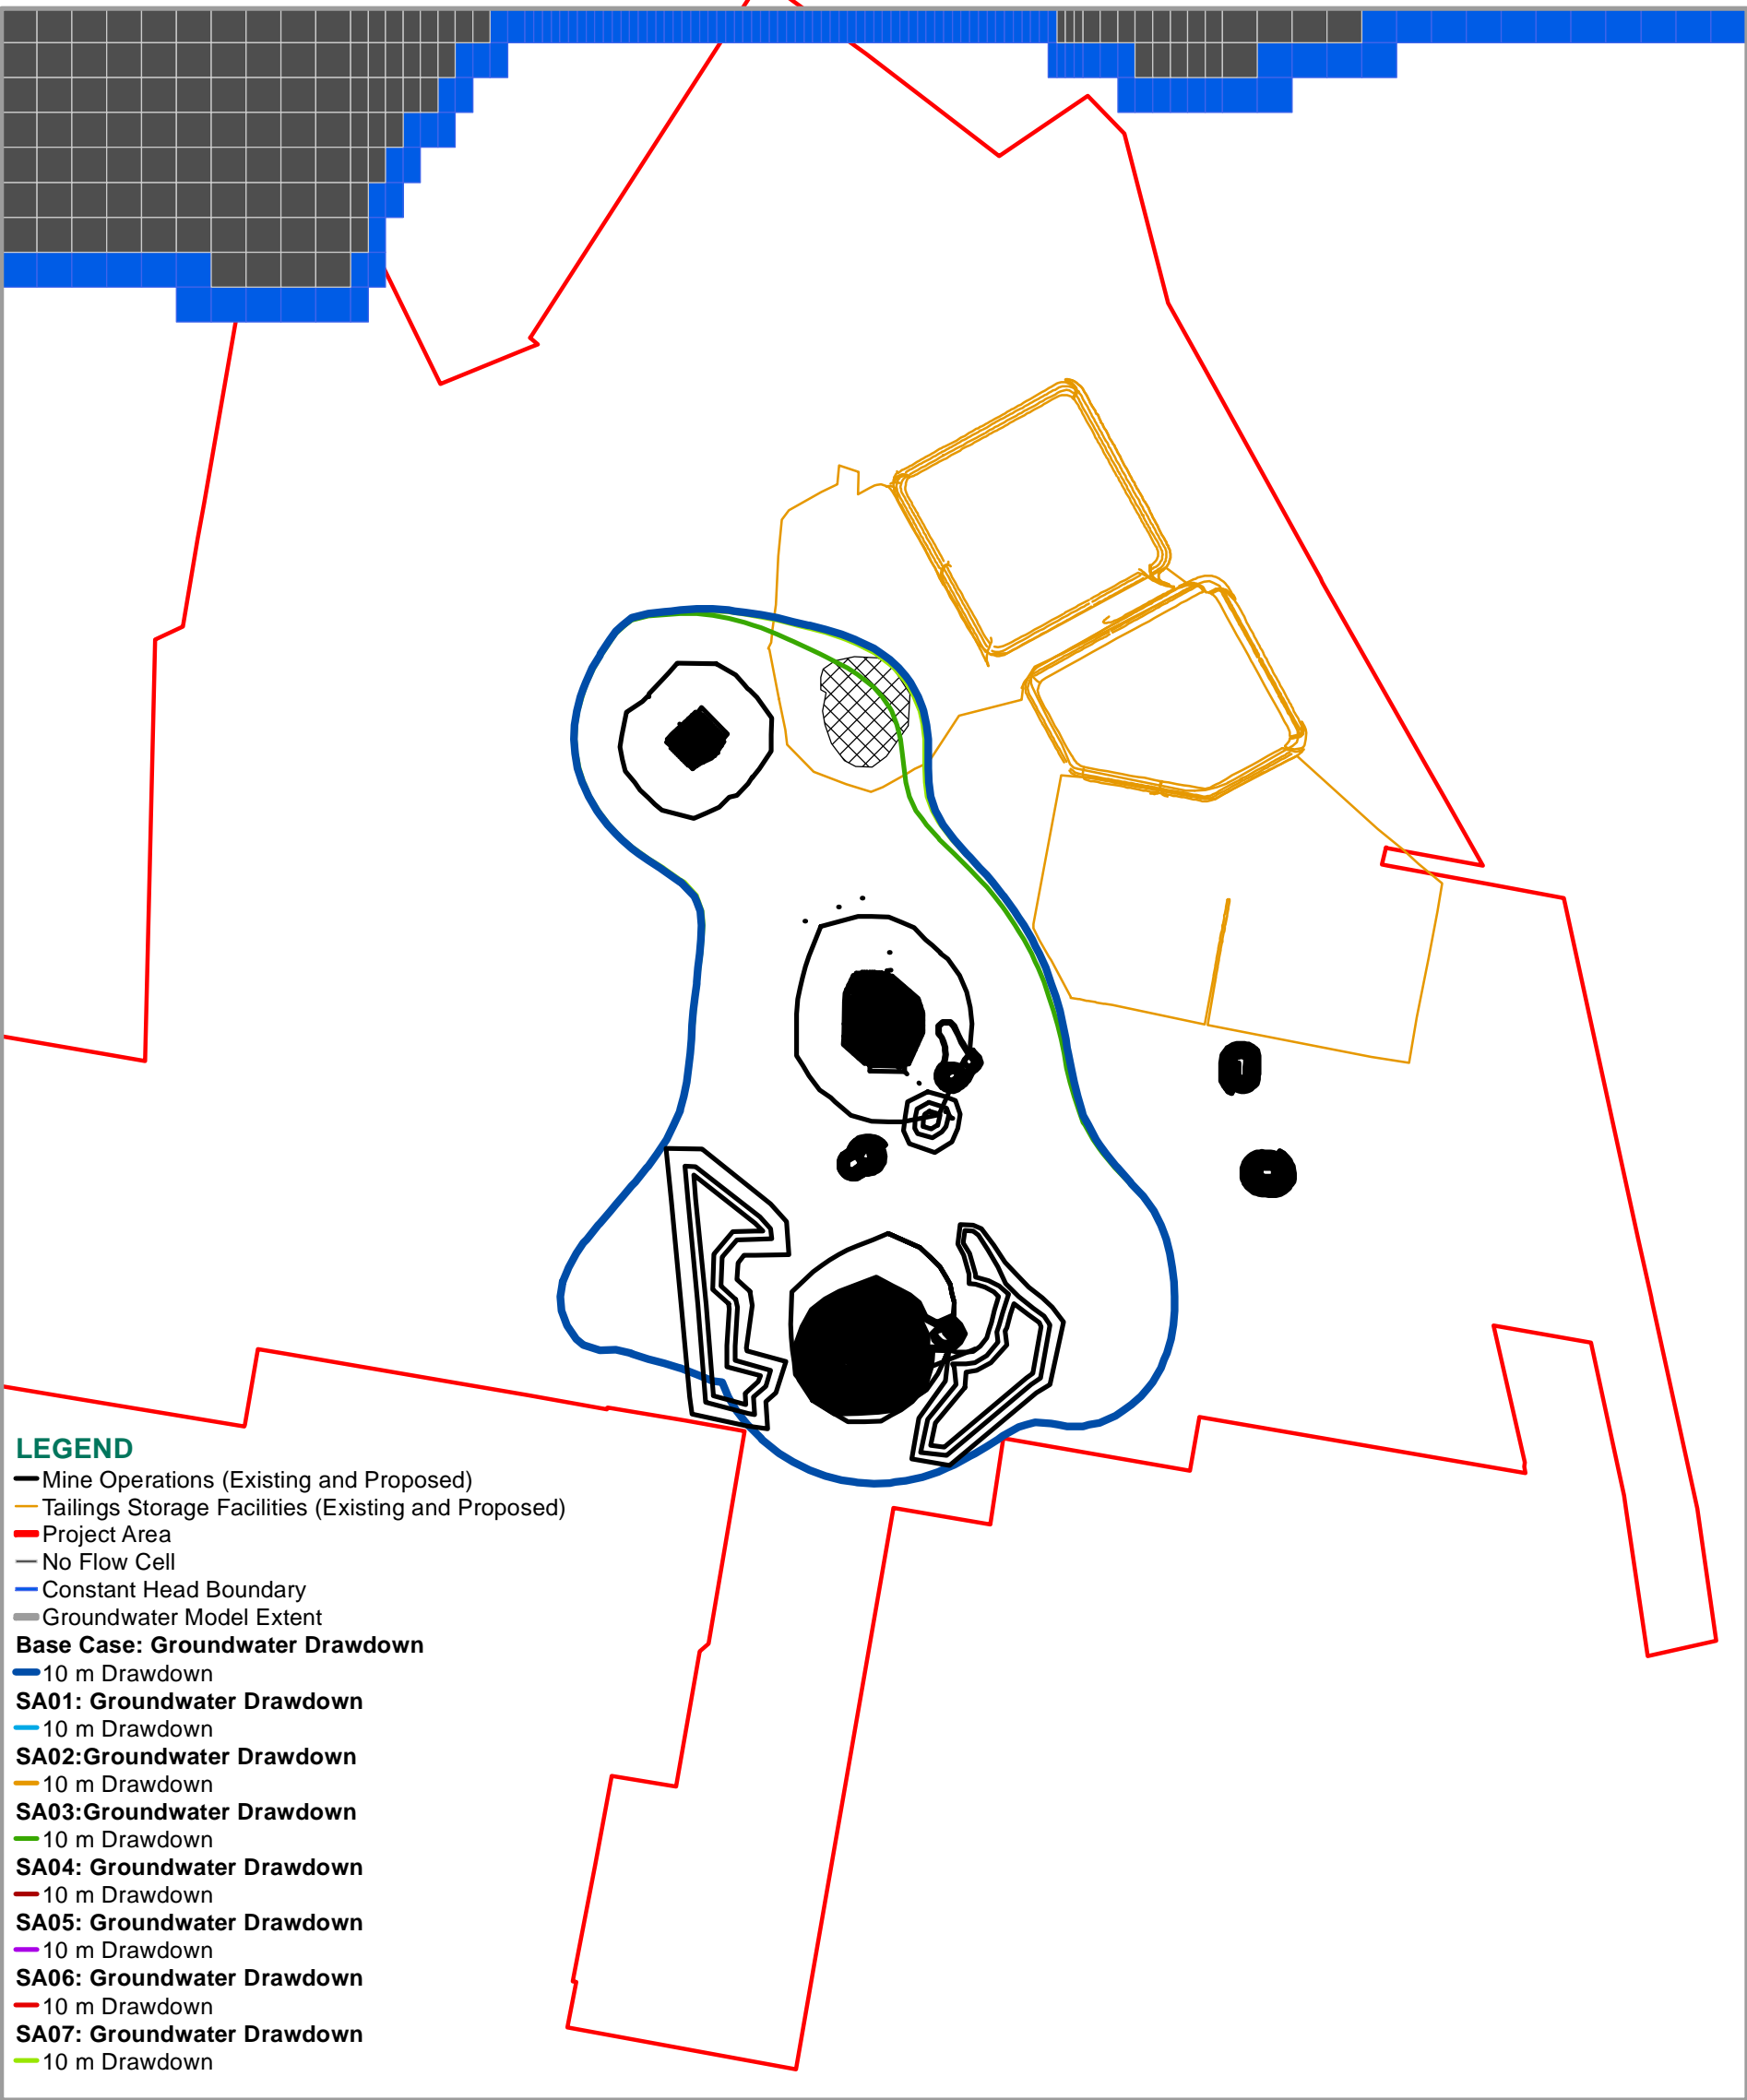 LEGEND
Mine Operations (Existing and Proposed)
Tailings Storage Facilities (Existing and Proposed)
Project Area
No Flow Cell
Constant Head Boundary
Groundwater Model Extent
Base Case: Groundwater Drawdown
10 m Drawdown
SA01: Groundwater Drawdown
10 m Drawdown
SA02:Groundwater Drawdown
10 m Drawdown
SA03:Groundwater Drawdown
10 m Drawdown
SA04: Groundwater Drawdown
10 m Drawdown
SA05: Groundwater Drawdown
10 m Drawdown
SA06: Groundwater Drawdown
10 m Drawdown
SA07: Groundwater Drawdown
10 m Drawdown